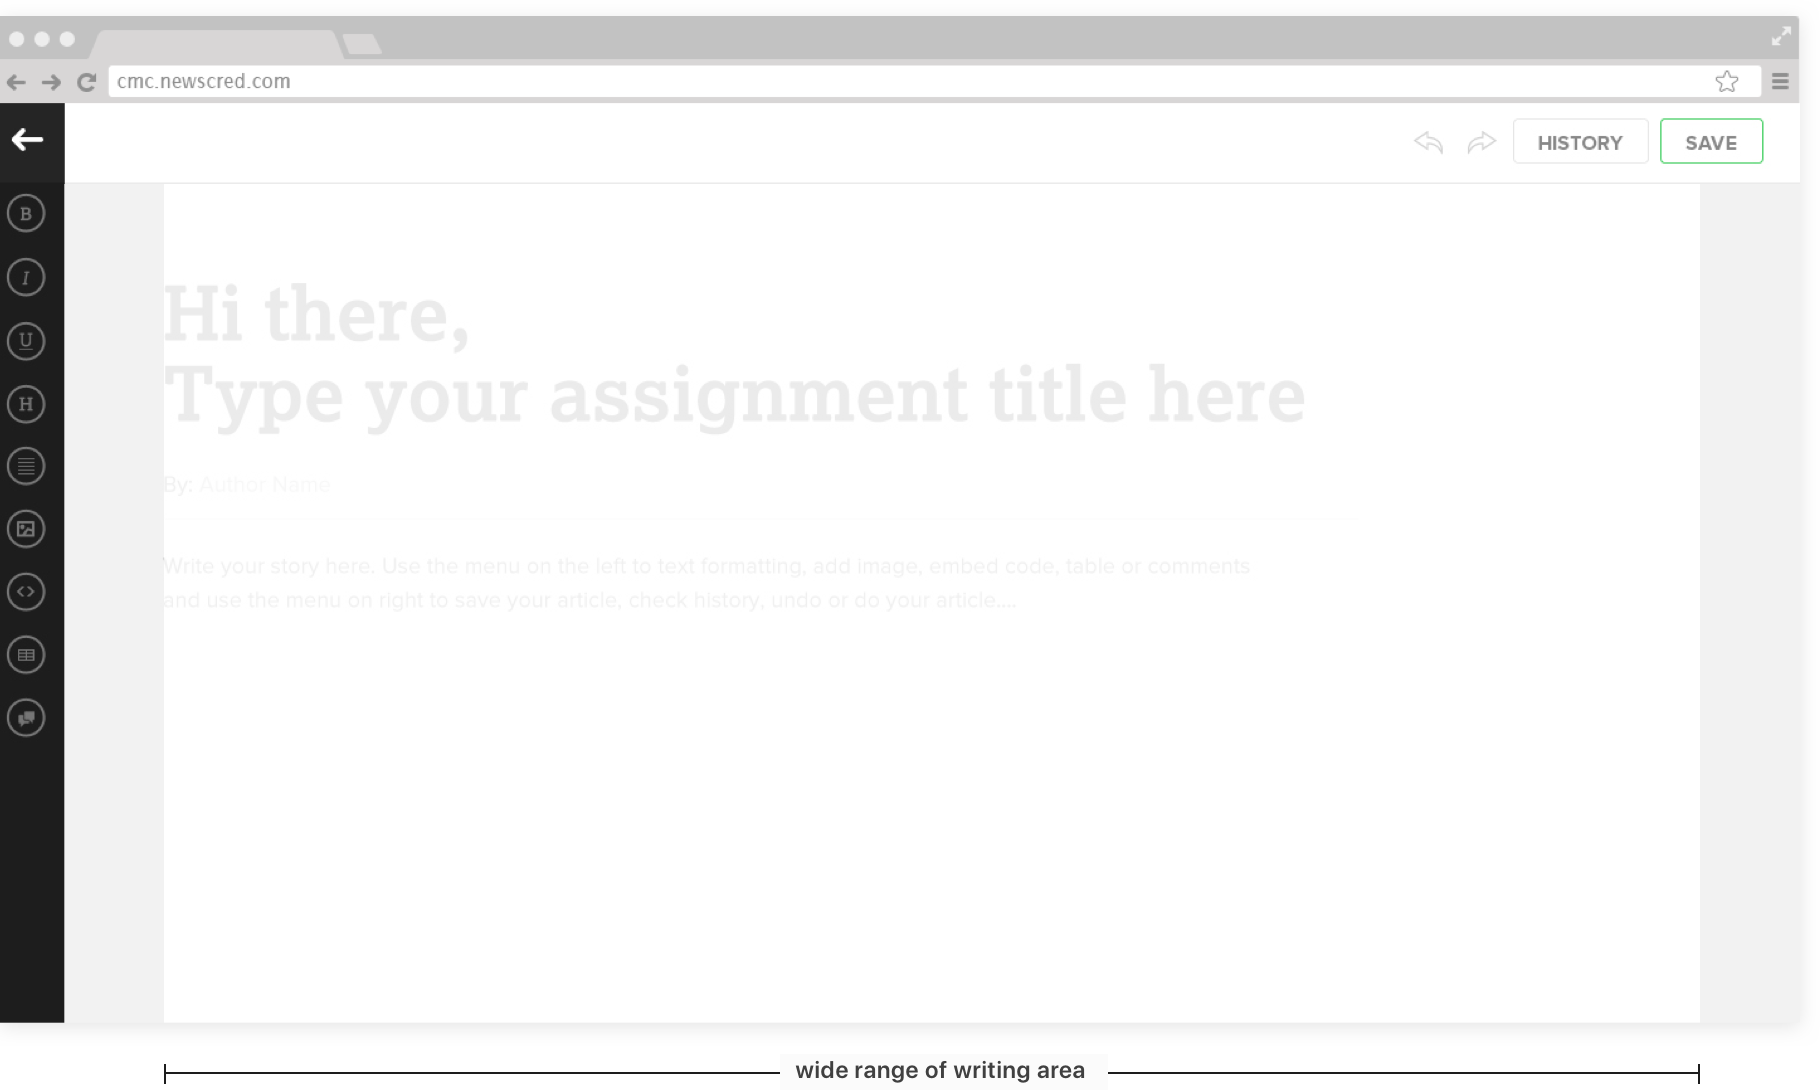 cmc.newscred.com
HISTORY
SAVE
B
I
U
H
Hi there,
Type your assignment title here
By: Author Name
Write your story here. Use the menu on the left to text formatting, add image, embed code, table or comments
and use the menu on right to save your article, check history, undo or do your article....
wide range of writing area